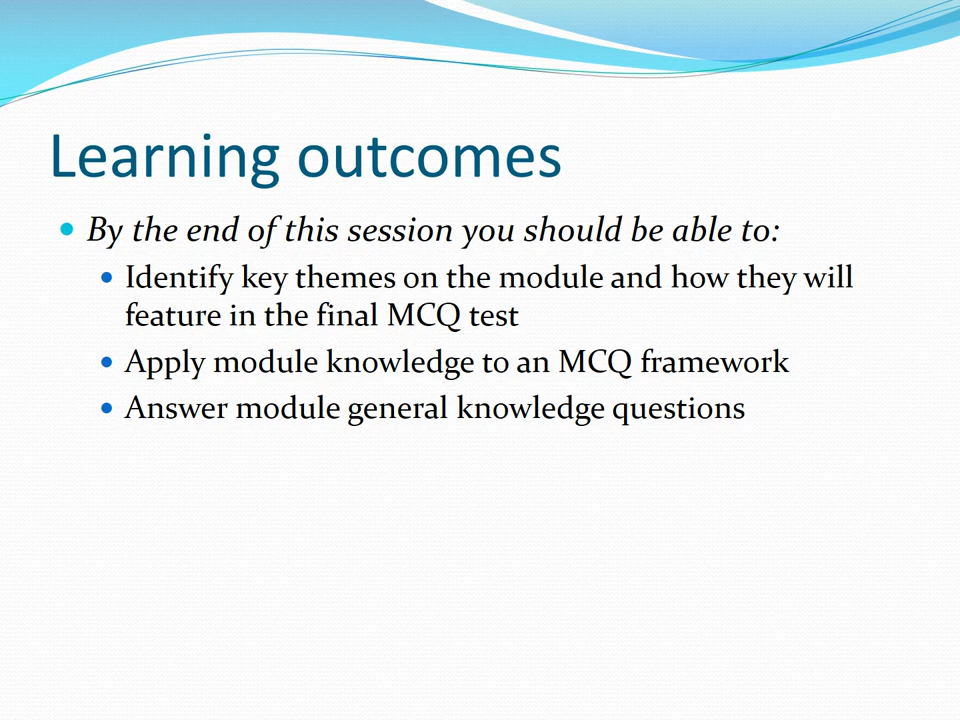 Learning outcomes
By the end of this session you should be able to:
Identify key themes on the module and how they will
feature in the final MCQ test
Apply module knowledge to an MCQ framework
Answer module general knowledge questions